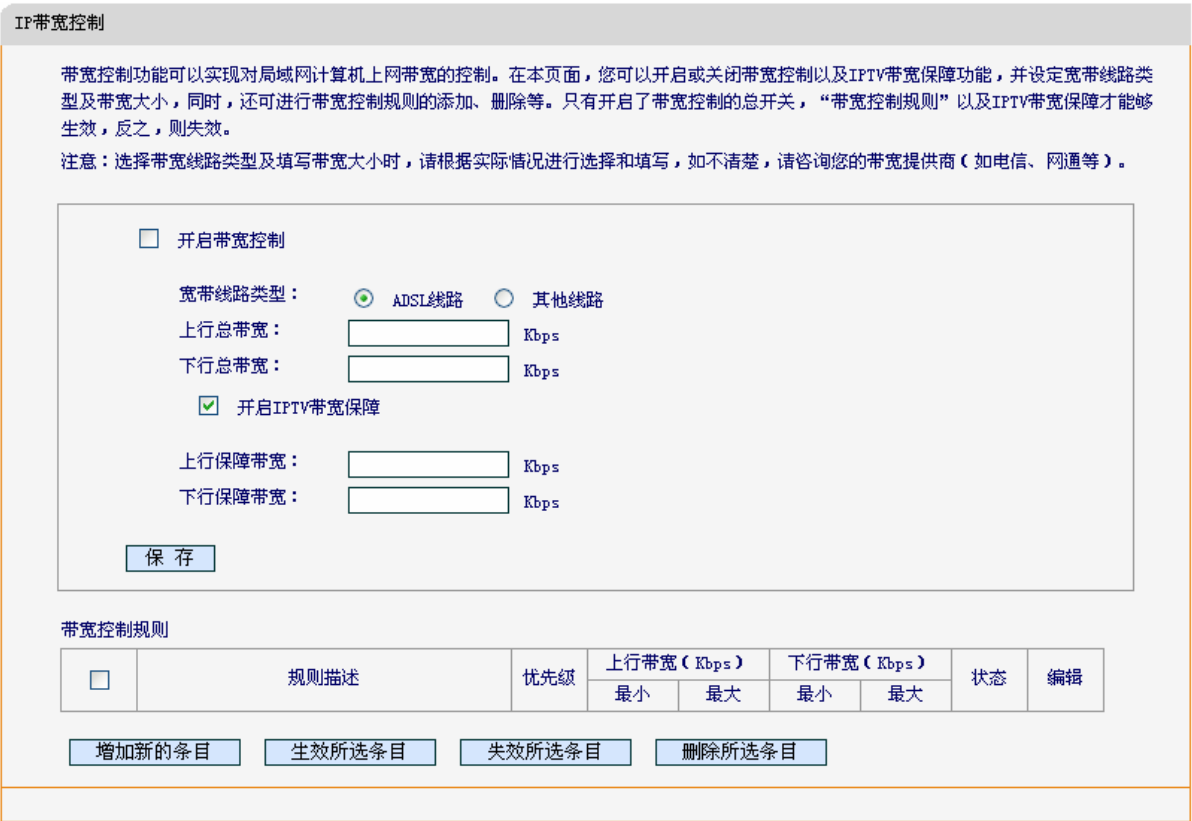 IP带宽控制
带宽控制功能可以实现对局域网计算机上网带宽的控制。在本页面，您可以开启或关闭带宽控制以及IPTV带宽保障功能，并设定宽带线路类
型及带宽大小，同时，还可进行带宽控制规则的添加、删除等。只有开启了带宽控制的总开关，“带宽控制规则”以及IPTV带宽保障才能够
生效，反之，则失效。
注意：选择带宽线路类型及填写带宽大小时，请根据实际情况进行选择和填写，如不清楚，请咨询您的带宽提供商（如电信、网通等）。
开启带宽控制
宽带线路类型： ADSL线路 其他线路
上行总带宽： Kbps
下行总带宽： Kbps
开启IPTV带宽保障
上行保障带宽： Kbps
下行保障带宽： Kbps
保 存
带宽控制规则
规则描述 优先级 上行带宽（Kbps） 下行带宽（Kbps） 状态 编辑
最小 最大 最小 最大
增加新的条目 生效所选条目 失效所选条目 删除所选条目